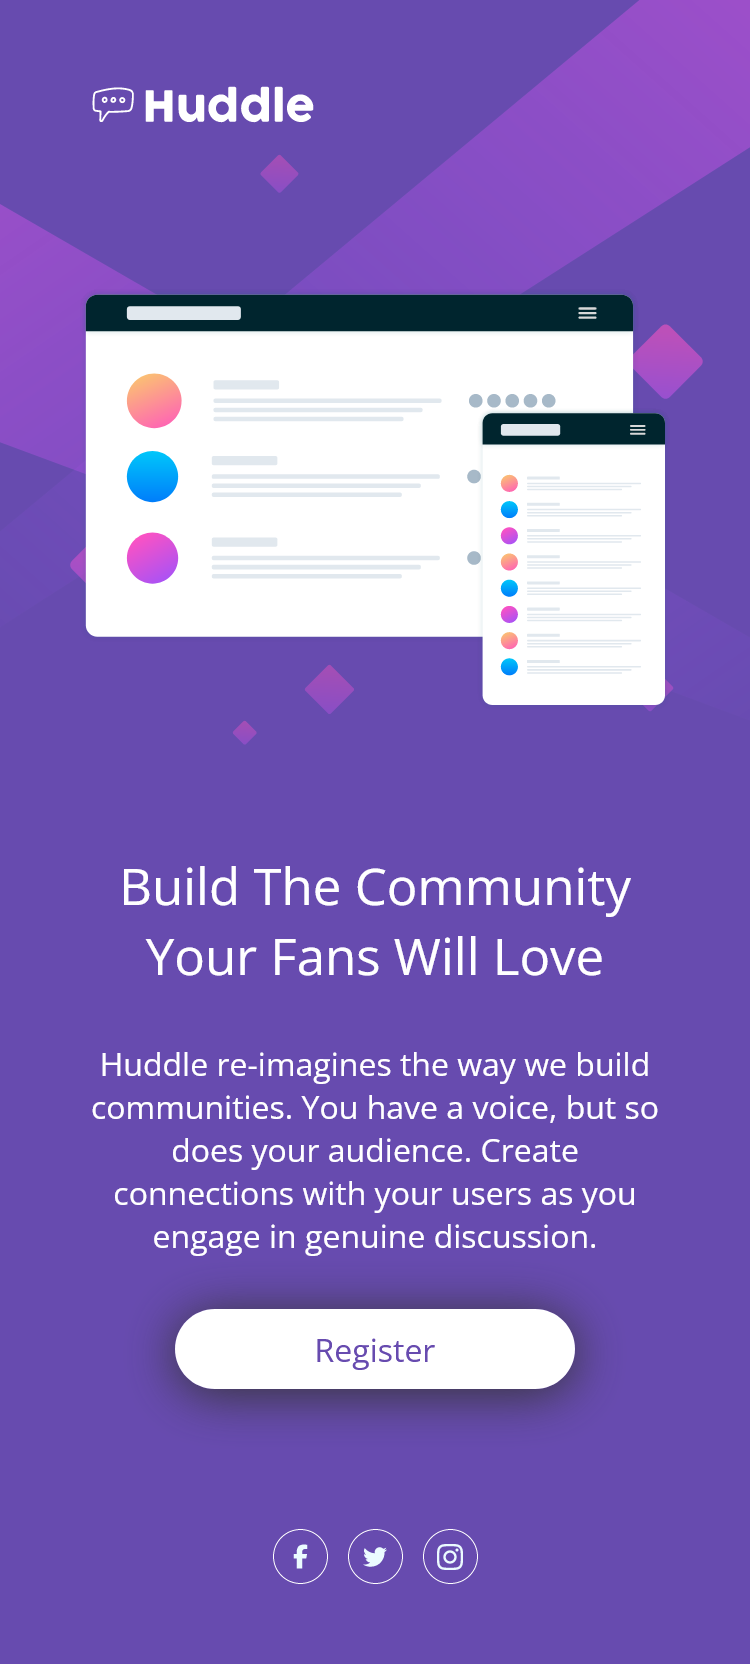 Huddle
Build The Community
Your Fans Will Love
Huddle re-imagines the way we build
communities. You have a voice, but so
does your audience. Create
connections with your users as you
engage in genuine discussion.
Register